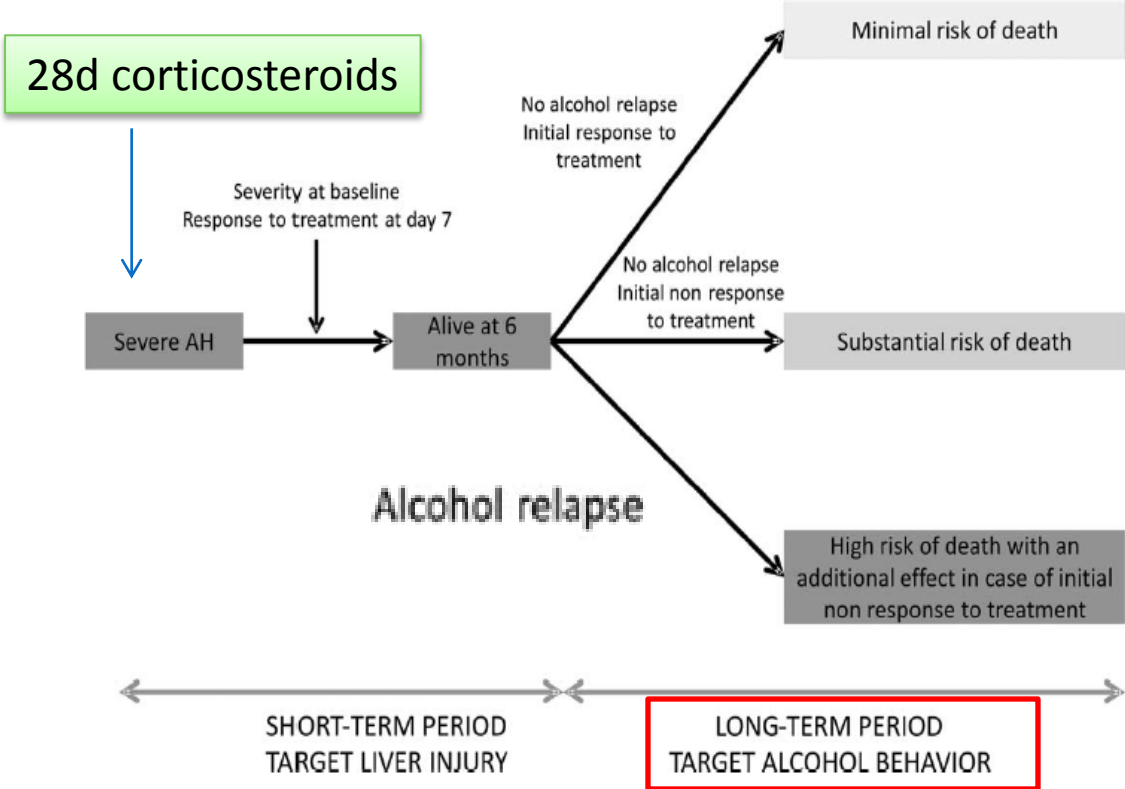 Minimal risk of death
28d corticosteroids
No alcohol relapse
Initial response to
treatment
Severity at baseline
Response to treatment at day 7
No alcohol relapse
Initial non response
to treatment
Severe AH
Alive at 6
months
Substantial risk of death
Alcohol relapse
High risk of death with an
additional effect in case of initial
non response to treatment
SHORT-TERM PERIOD
TARGET LIVER INJURY
LONG-TERM PERIOD
TARGET ALCOHOL BEHAVIOR